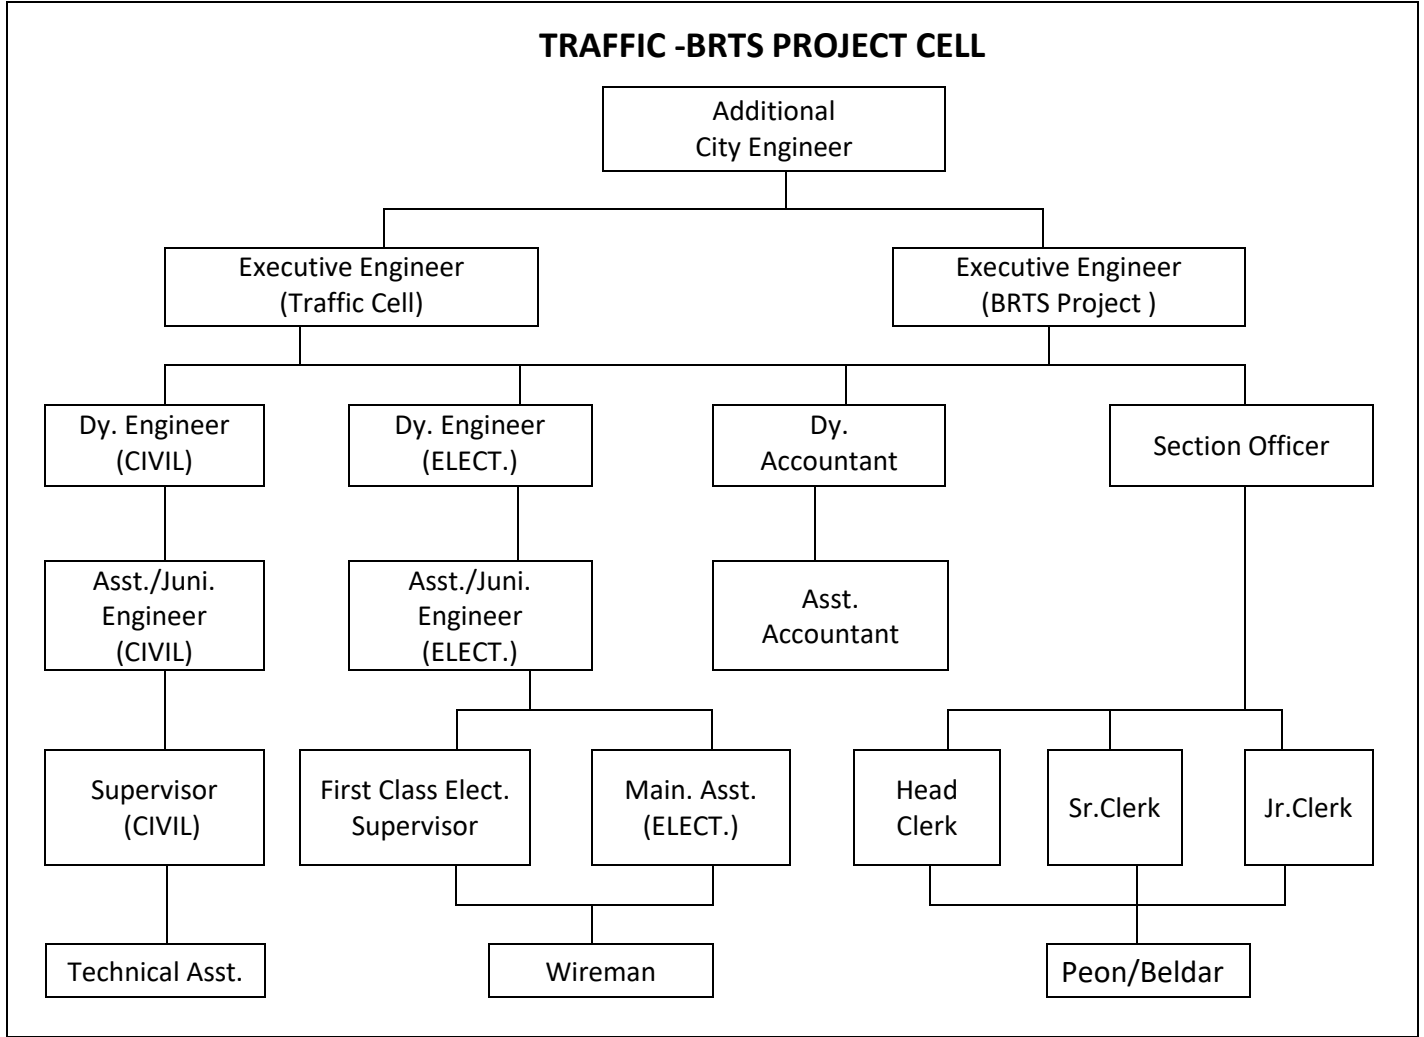 TRAFFIC -BRTS PROJECT CELL
Additional
City Engineer
Executive Engineer
(Traffic Cell)
Executive Engineer
(BRTS Project )
Dy. Engineer
(CIVIL)
Dy. Engineer
(ELECT.)
Dy.
Accountant
Section Officer
Asst./Juni.
Engineer
(CIVIL)
Asst./Juni.
Engineer
(ELECT.)
Asst.
Accountant
Supervisor
(CIVIL)
First Class Elect.
Supervisor
Main. Asst.
(ELECT.)
Head
Clerk
Sr.Clerk
Jr.Clerk
Technical Asst.
Wireman
Peon/Beldar